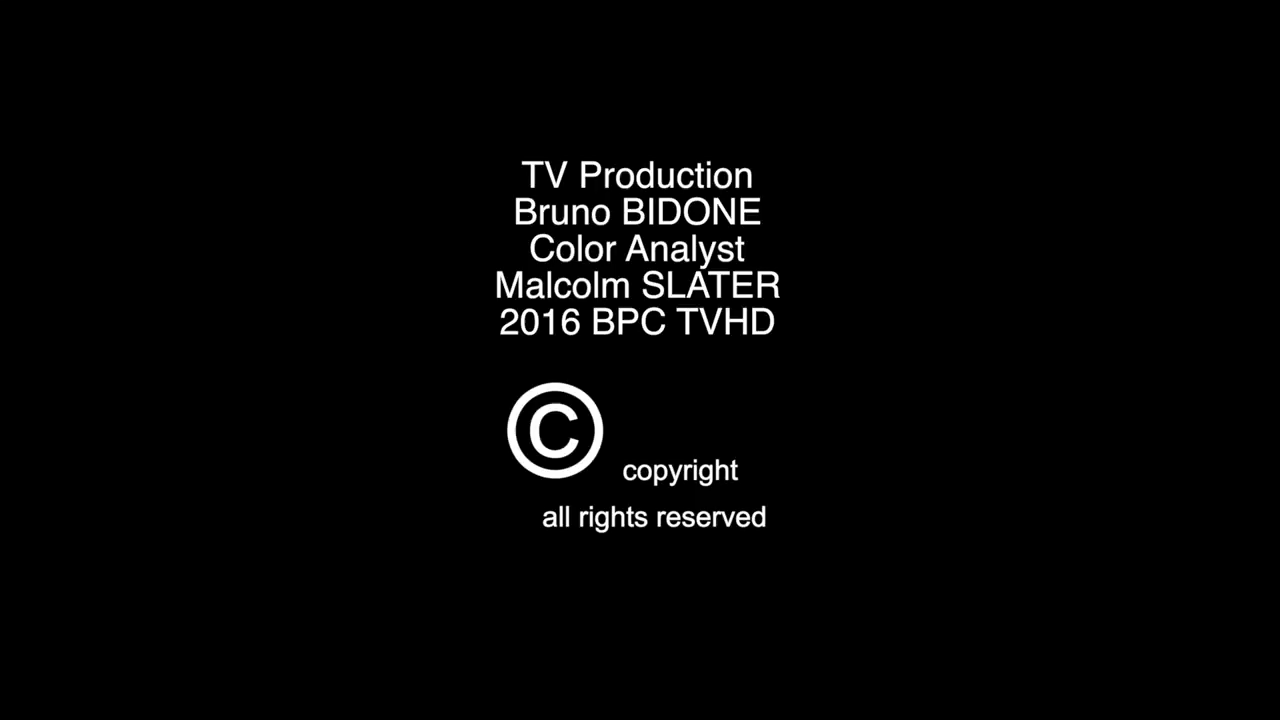 TV Production
Bruno BIDONE
Color Analyst
Malcolm SLATER
2016 BPC TVHD
© copyright
all rights reserved